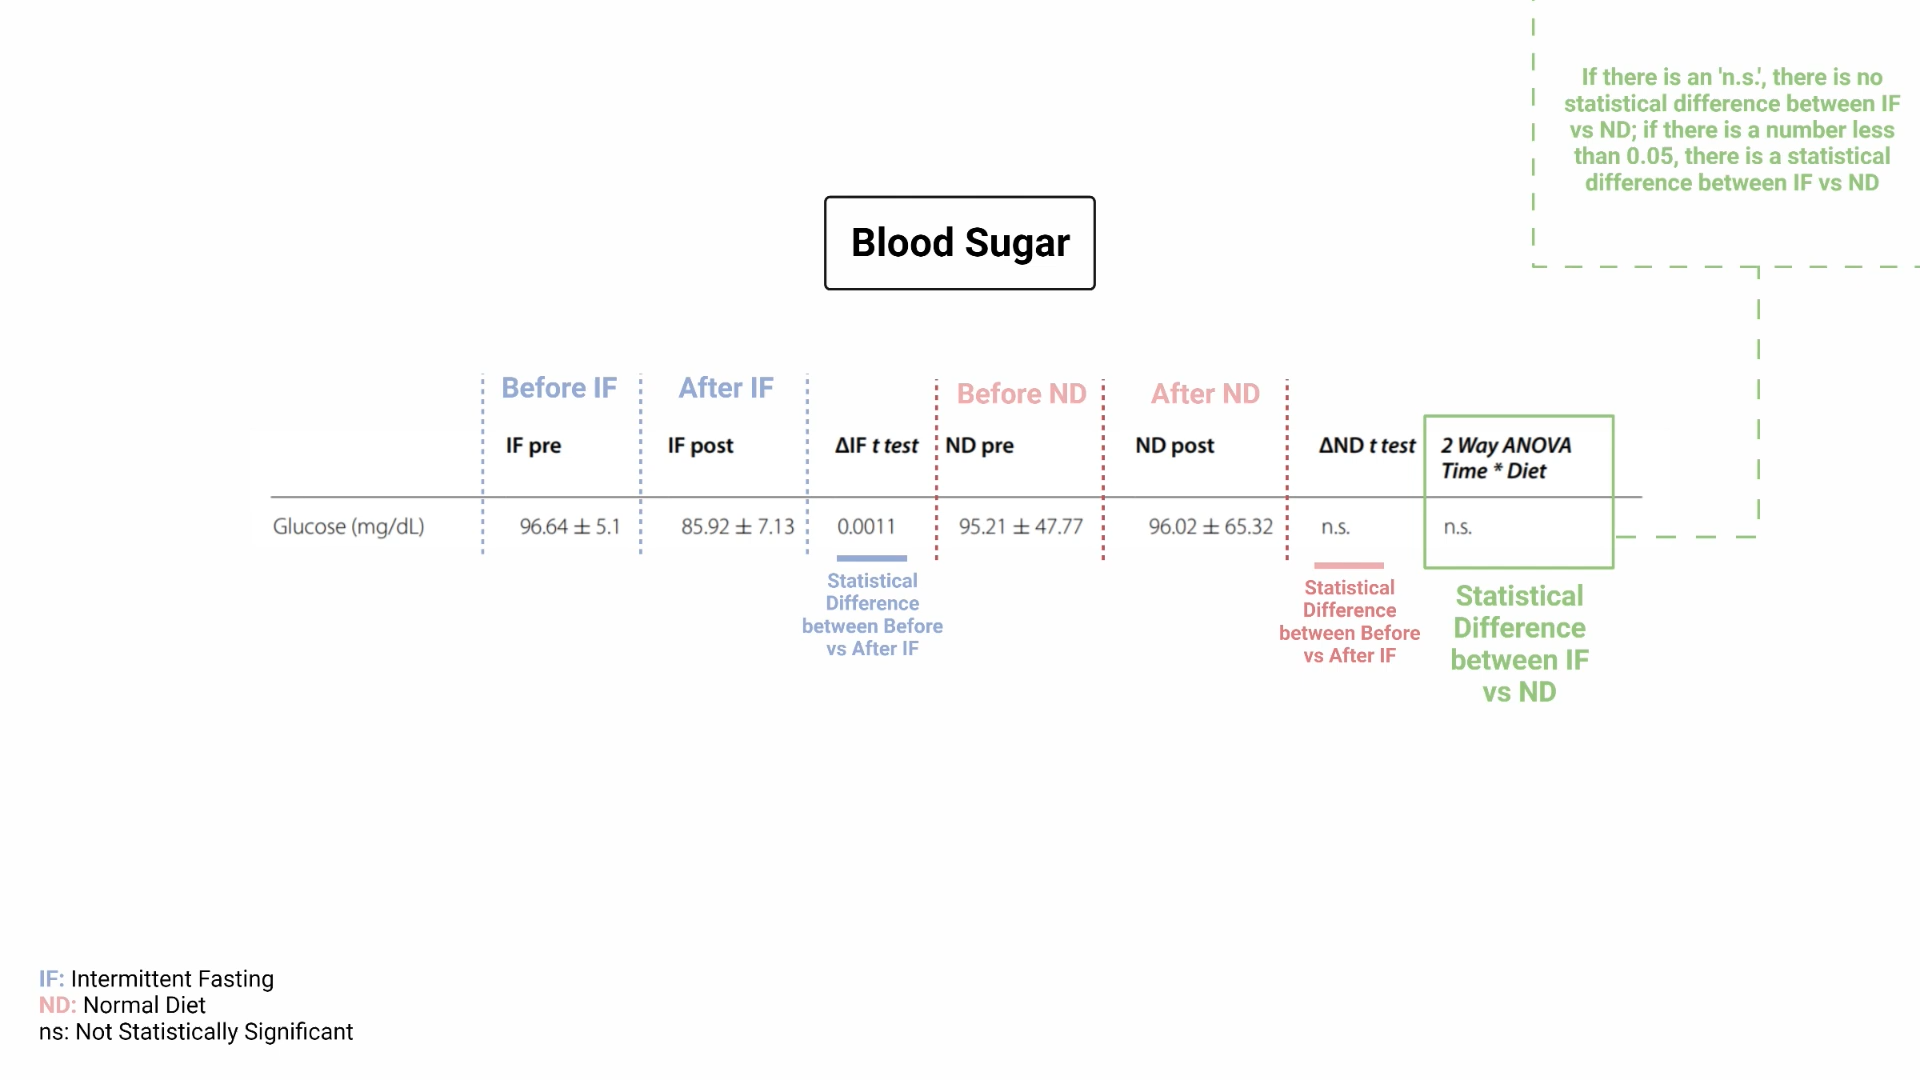 If there is an 'n.s.', there is no
statistical difference between IF
vs ND; if there is a number less
than 0.05, there is a statistical
difference between IF vs ND
Blood Sugar
Before IF After IF Before ND After ND
IF pre IF post ΔIF t test ND pre ND post ΔND t test 2 Way ANOVA
Time * Diet
Glucose (mg/dL) 96.64 ± 5.1 85.92 ± 7.13 0.0011 95.21 ± 47.77 96.02 ± 65.32 n.s. n.s.
Statistical
Difference
between Before
vs After IF
Statistical
Difference
between Before
vs After IF
Statistical
Difference
between IF
vs ND
IF: Intermittent Fasting
ND: Normal Diet
ns: Not Statistically Significant